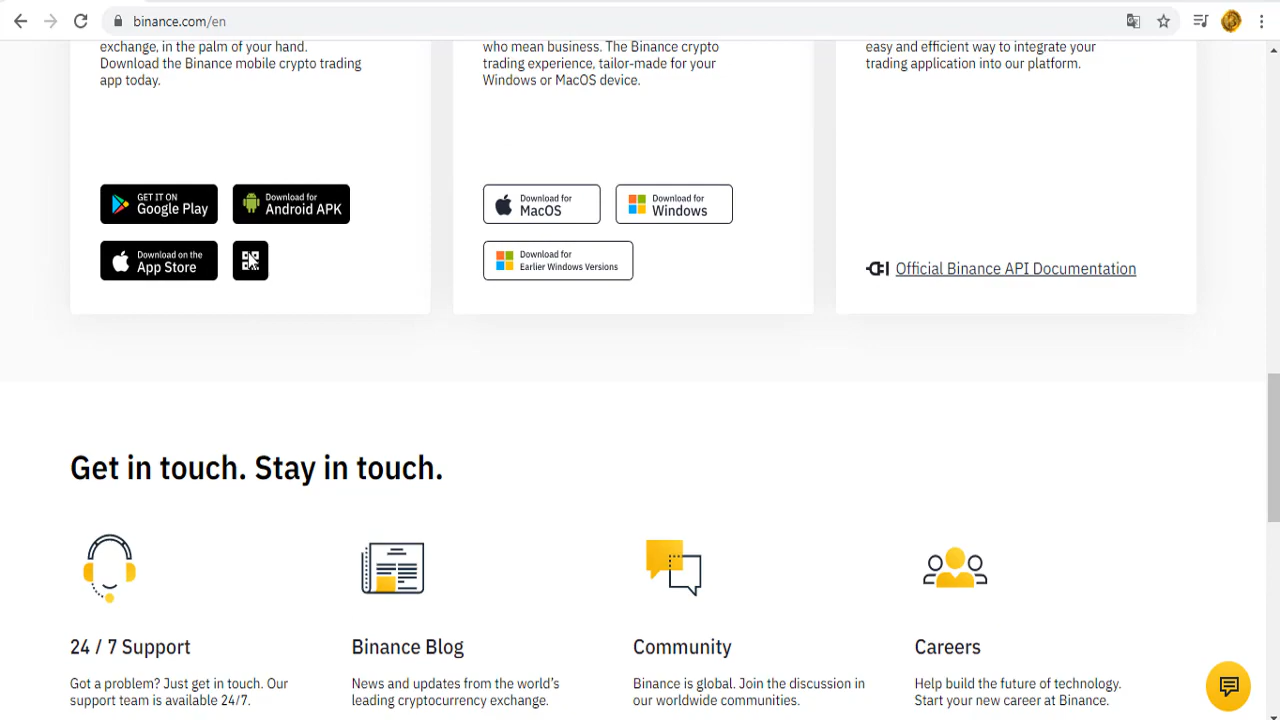 binance.com/en
exchange, in the palm of your hand.
Download the Binance mobile crypto trading
app today.
GET IT ON
Google Play
Download for
Android APK
Download on the
App Store
who mean business. The Binance crypto
trading experience, tailor-made for your
Windows or MacOS device.
Download for
MacOS
Download for
Windows
Download for
Earlier Windows Versions
easy and efficient way to integrate your
trading application into our platform.
Official Binance API Documentation
Get in touch. Stay in touch.
24 / 7 Support
Got a problem? Just get in touch. Our
support team is available 24/7.
Binance Blog
News and updates from the world's
leading cryptocurrency exchange.
Community
Binance is global. Join the discussion in
our worldwide communities.
Careers
Help build the future of technology.
Start your new career at Binance.